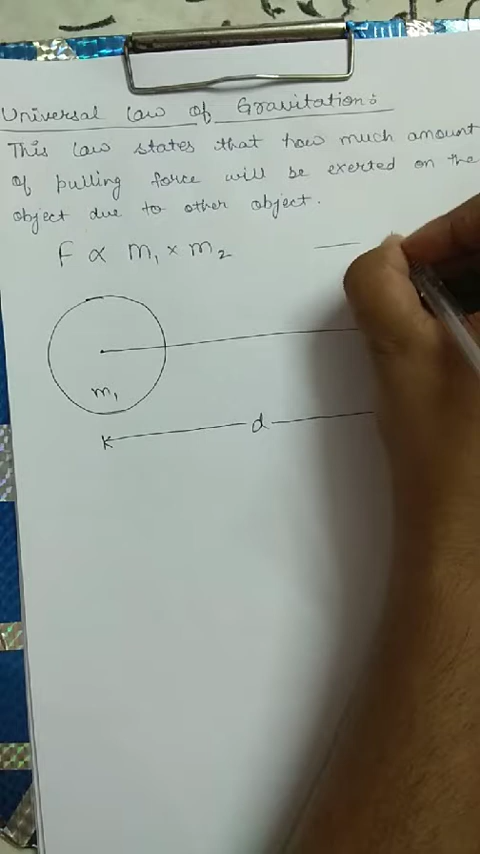 Universal Law of Gravitation:
This law states that how much amount
of pulling force will be exerted on the
object due to other object.
F ∝ m₁ × m₂
m₁
d